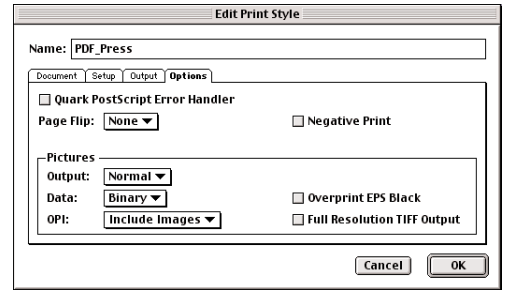 Edit Print Style
Name: PDF_Press
Document Setup Output Options
Quark PostScript Error Handler
Page Flip: None Negative Print
Pictures
Output: Normal
Data: Binary Overprint EPS Black
OPI: Include Images Full Resolution TIFF Output
Cancel OK